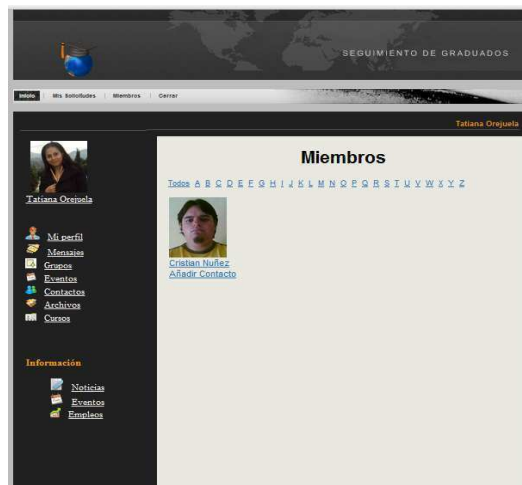 SEGUIMIENTO DE GRADUADOS
Inicio | Mis Solicitudes | Miembros | Cerrar
Tatiana Orejuela
Tatiana Orejuela
Mi perfil
Mensajes
Grupos
Eventos
Contactos
Archivos
Cursos
Información
Noticias
Eventos
Empleos
Miembros
Todos A B C D E F G H I J K L M N O P Q R S T U V W X Y Z
Cristian Nuñez
Añadir Contacto